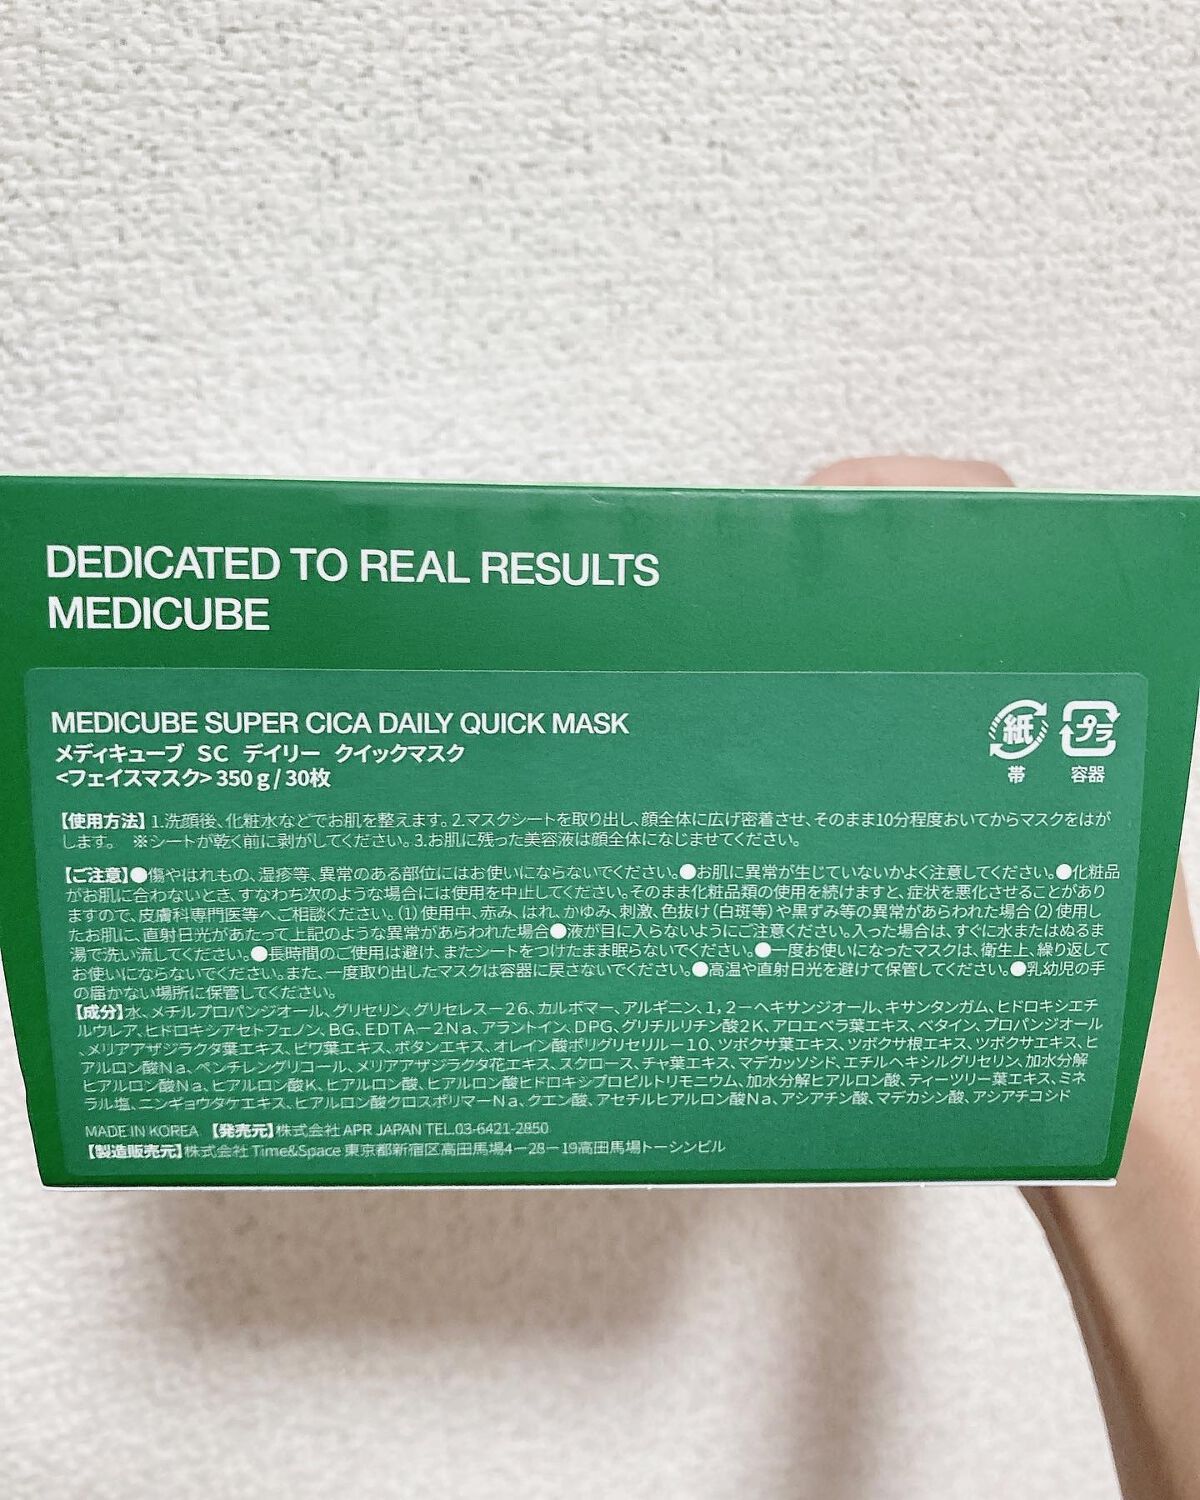 DEDICATED TO REAL RESULTS
MEDICUBE
MEDICUBE SUPER CICA DAILY QUICK MASK
メディキューブ SC デイリー クイックマスク
<フェイスマスク> 350ｇ/30枚
紙
帯
プラ
容器
【使用方法】1.洗顔後、化粧水などでお肌を整えます。2.マスクシートを取り出し、顔全体に広げ密着させ、そのまま10分程度おいてからマスクをはが
します。 ※シートが乾く前に剥がしてください。3.お肌に残った美容液は顔全体になじませてください。
【ご注意】●傷やはれもの、湿疹等、異常のある部位にはお使いにならないでください。●お肌に異常が生じていないかよく注意してください。●化粧品
がお肌に合わないとき、すなわち次のような場合には使用を中止してください。そのまま化粧品類の使用を続けますと、症状を悪化させることがあり
ますので、皮膚科専門医等へご相談ください。(1)使用中、赤み、はれ、かゆみ、刺激、色抜け(白斑等)や黒ずみ等の異常があらわれた場合(2)使用し
たお肌に、直射日光があたって上記のような異常があらわれた場合●液が目に入らないようにご注意ください。入った場合は、すぐに水またはぬるま
湯で洗い流してください。●長時間のご使用は避け、またシートをつけたまま眠らないでください。●一度お使いになったマスクは、衛生上、繰り返して
お使いにならないでください。また、一度取り出したマスクは容器に戻さないでください。●高温や直射日光を避けて保管してください。●乳幼児の手
の届かない場所に保管してください。
【成分】水、メチルプロパンジオール、グリセリン、グリセレス－26、カルボマー、アルギニン、1,2－ヘキサンジオール、キサンタンガム、ヒドロキシエチ
ルウレア、ヒドロキシアセトフェノン、BG、EDTA－2Na、アラントイン、DPG、グリチルリチン酸2K、アロエベラ葉エキス、ベタイン、プロパンジオール
、メリアアザジラクタ葉エキス、ビワ葉エキス、ボタンエキス、オレイン酸ポリグリセリル－10、ツボクサ葉エキス、ツボクサ根エキス、ツボクサエキス、ヒ
アルロン酸Na、ペンチレングリコール、メリアアザジラクタ花エキス、スクロース、チャ葉エキス、マデカッソシド、エチルヘキシルグリセリン、加水分解
ヒアルロン酸Na、ヒアルロン酸K、ヒアルロン酸、ヒアルロン酸ヒドロキシプロピルトリモニウム、加水分解ヒアルロン酸、ティーツリー葉エキス、ミネ
ラル塩、ニンギョウタケエキス、ヒアルロン酸クロスポリマーNa、クエン酸、アセチルヒアルロン酸Na、アシアチン酸、マデカシン酸、アシアチコシド
MADE IN KOREA 【発売元】株式会社 APR JAPAN TEL.03-6421-2850
【製造販売元】株式会社 Time&Space 東京都新宿区高田馬場4－28－19高田馬場トーシンビル